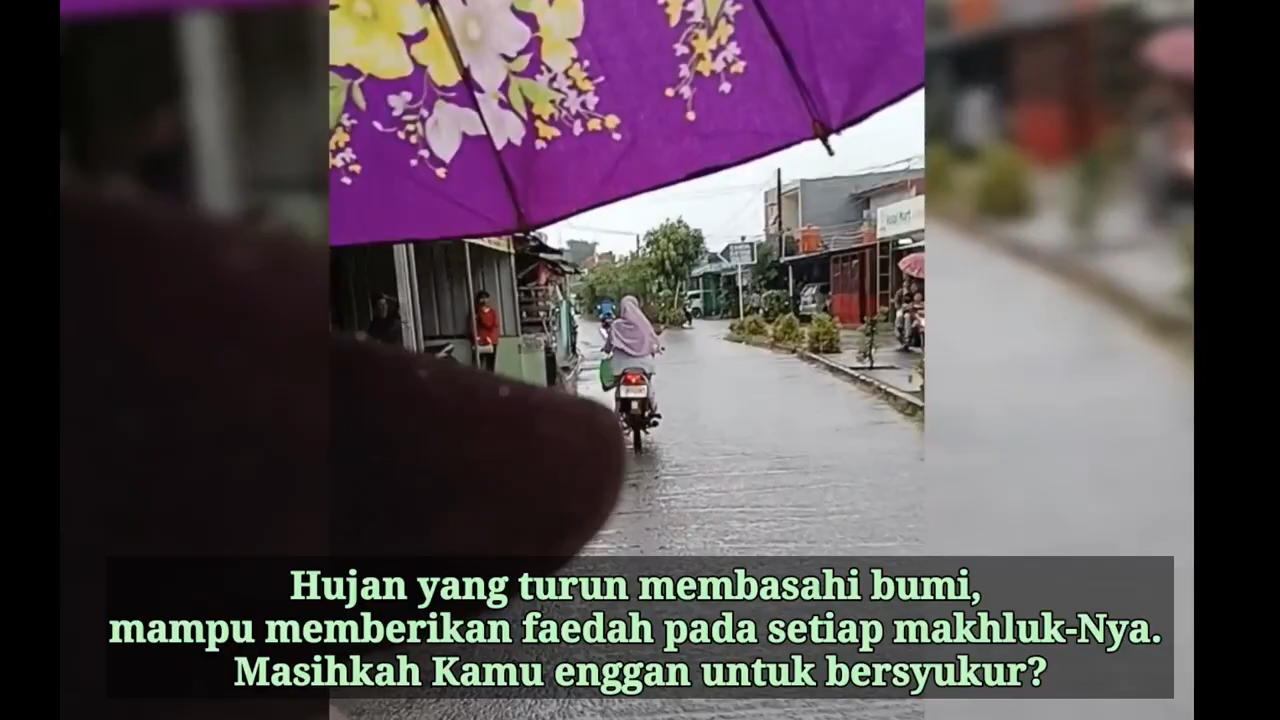 Hujan yang turun membasahi bumi,
mampu memberikan faedah pada setiap makhluk-Nya.
Masihkah Kamu enggan untuk bersyukur?